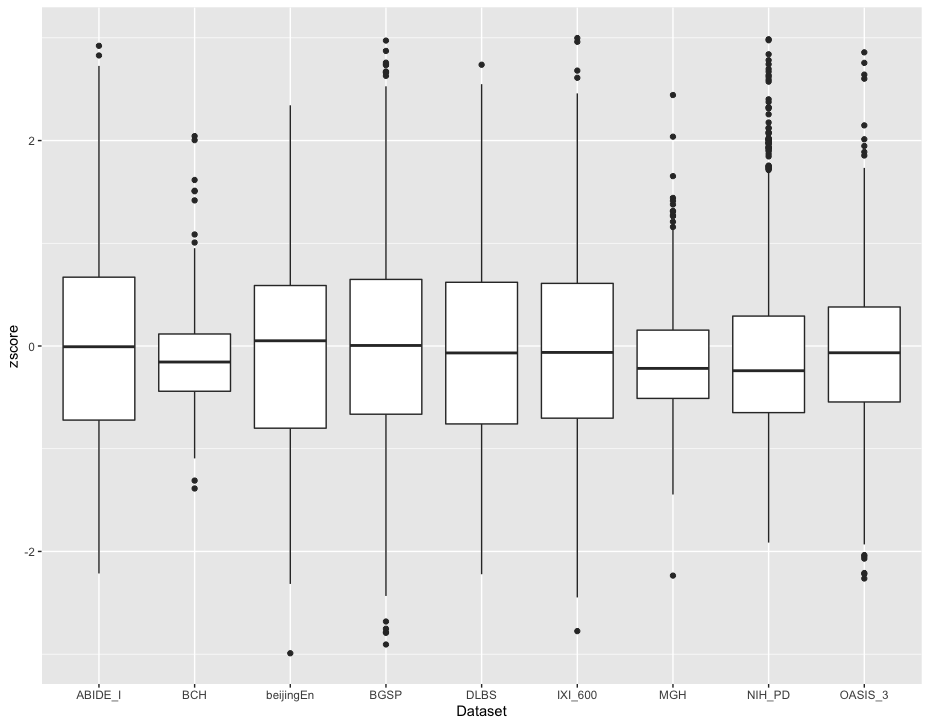 zscore
2
0
-2
ABIDE_I BCH beijingEn BGSP DLBS IXI_600 MGH NIH_PD OASIS_3
Dataset